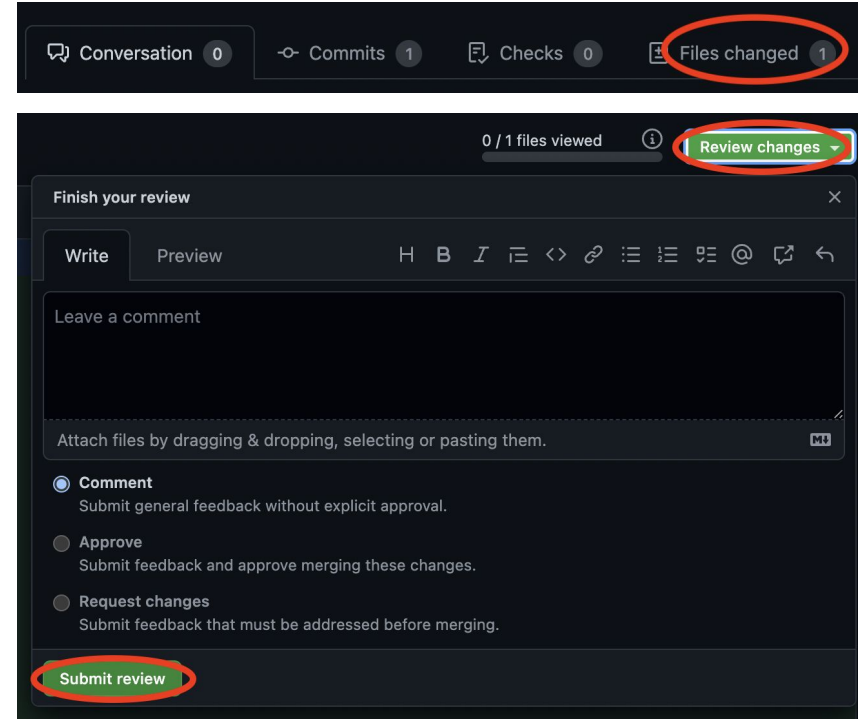 Conversation 0 Commits 1 Checks 0 Files changed 1
0 / 1 files viewed Review changes
Finish your review
Write Preview
Leave a comment
Attach files by dragging & dropping, selecting or pasting them.
Comment
Submit general feedback without explicit approval.
Approve
Submit feedback and approve merging these changes.
Request changes
Submit feedback that must be addressed before merging.
Submit review